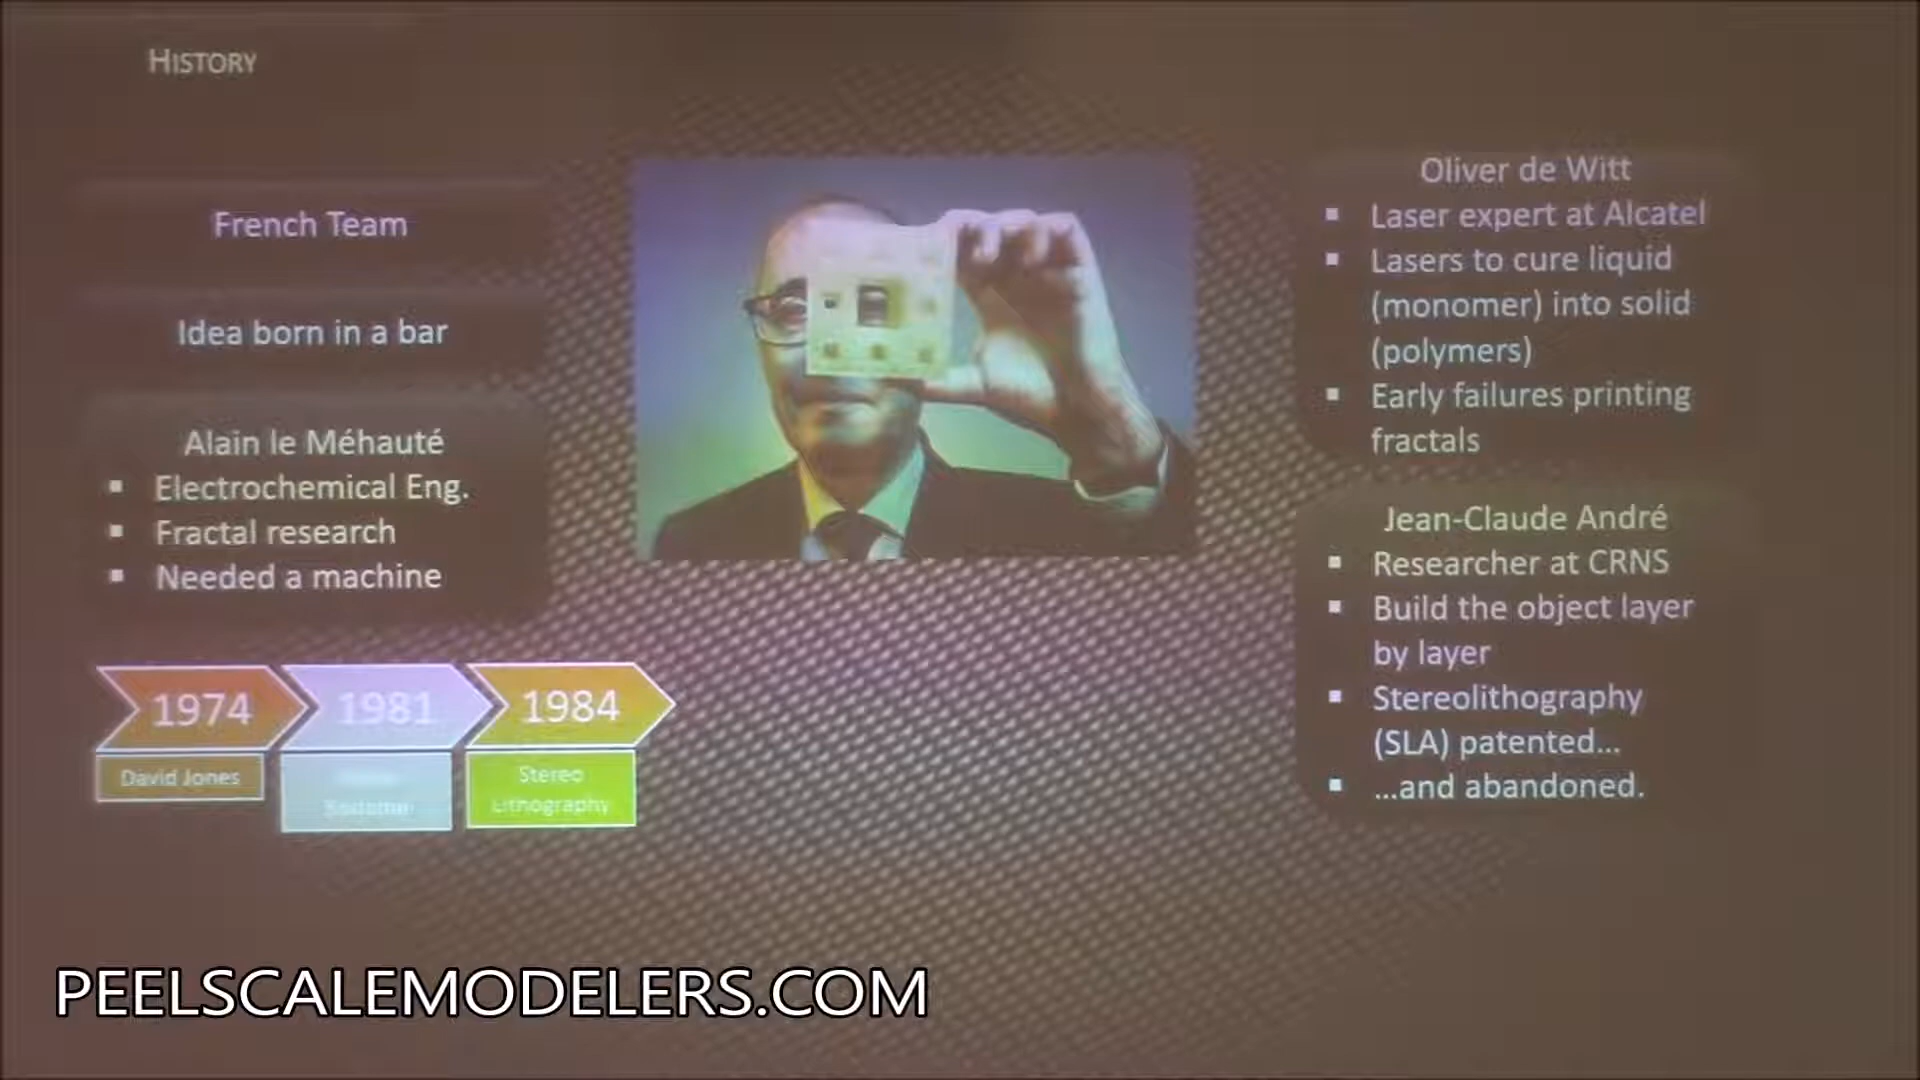 HISTORY
French Team
Idea born in a bar
Alain le Méhauté
▪ Electrochemical Eng.
▪ Fractal research
▪ Needed a machine
Oliver de Witt
▪ Laser expert at Alcatel
▪ Lasers to cure liquid
(monomer) into solid
(polymers)
▪ Early failures printing
fractals
Jean-Claude André
▪ Researcher at CRNS
▪ Build the object layer
by layer
▪ Stereolithography
(SLA) patented...
▪ ...and abandoned.
1974
David Jones
1981
1984
Stereo
Lithography
PEELSCALEMODELERS.COM